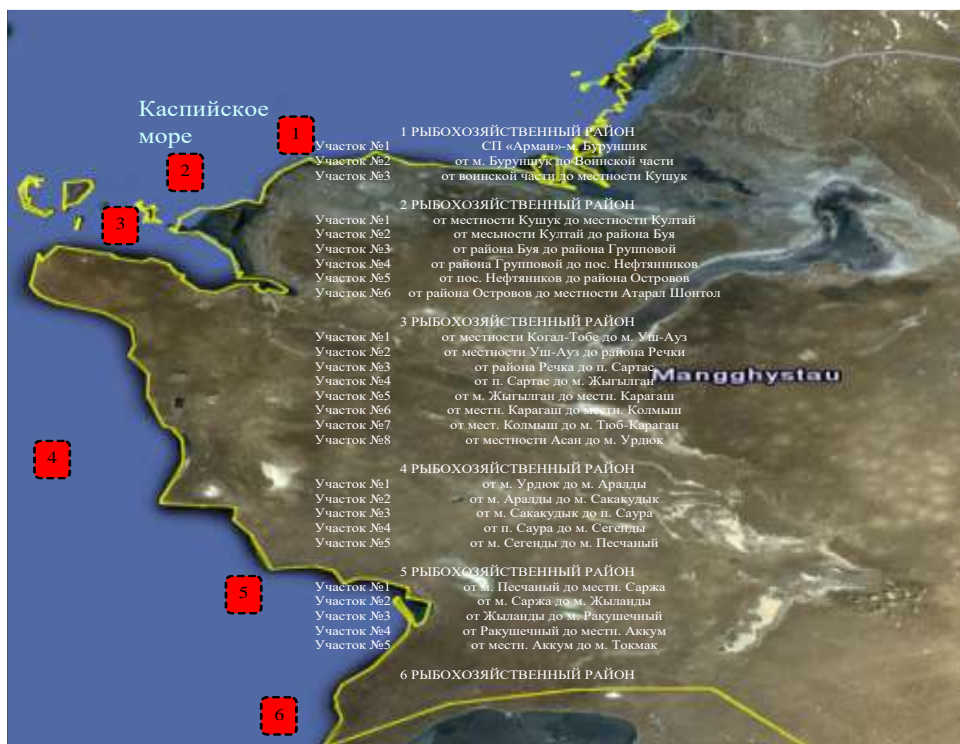 Каспийское
море
1
2
3
4
5
6
1 РЫБОХОЗЯЙСТВЕННЫЙ РАЙОН
Участок №1 СП «Арман»-м. Буруншик
Участок №2 от м. Бурунщук до Воинской части
Участок №3 от воинской части до местности Кушук
2 РЫБОХОЗЯЙСТВЕННЫЙ РАЙОН
Участок №1 от местности Кушук до местности Култай
Участок №2 от месьности Култай до района Буя
Участок №3 от района Буя до района Групповой
Участок №4 от района Групповой до пос. Нефтянников
Участок №5 от пос. Нефтяников до района Островов
Участок №6 от района Островов до местности Атарал Шонтол
3 РЫБОХОЗЯЙСТВЕННЫЙ РАЙОН
Участок №1 от местности Когал-Тобе до м. Уш-Ауз
Участок №2 от местности Уш-Ауз до района Речки
Участок №3 от района Речка до п. Сартас
Участок №4 от п. Сартас до м. Жыгылган
Участок №5 от м. Жыгылган до местн. Карагаш
Участок №6 от местн. Карагаш до местн. Колмыш
Участок №7 от мест. Колмыш до м. Тюб-Караган
Участок №8 от местности Асан до м. Урдюк
Mangghystau
4 РЫБОХОЗЯЙСТВЕННЫЙ РАЙОН
Участок №1 от м. Урдюк до м. Аралды
Участок №2 от м. Аралды до м. Сакакудык
Участок №3 от м. Сакакудык до п. Саура
Участок №4 от п. Саура до м. Сегенды
Участок №5 от м. Сегенды до м. Песчаный
5 РЫБОХОЗЯЙСТВЕННЫЙ РАЙОН
Участок №1 от м. Песчаный до местн. Саржа
Участок №2 от м. Саржа до м. Жыланды
Участок №3 от Жыланды до м. Ракушечный
Участок №4 от Ракушечный до местн. Аккум
Участок №5 от местн. Аккум до м. Токмак
6 РЫБОХОЗЯЙСТВЕННЫЙ РАЙОН